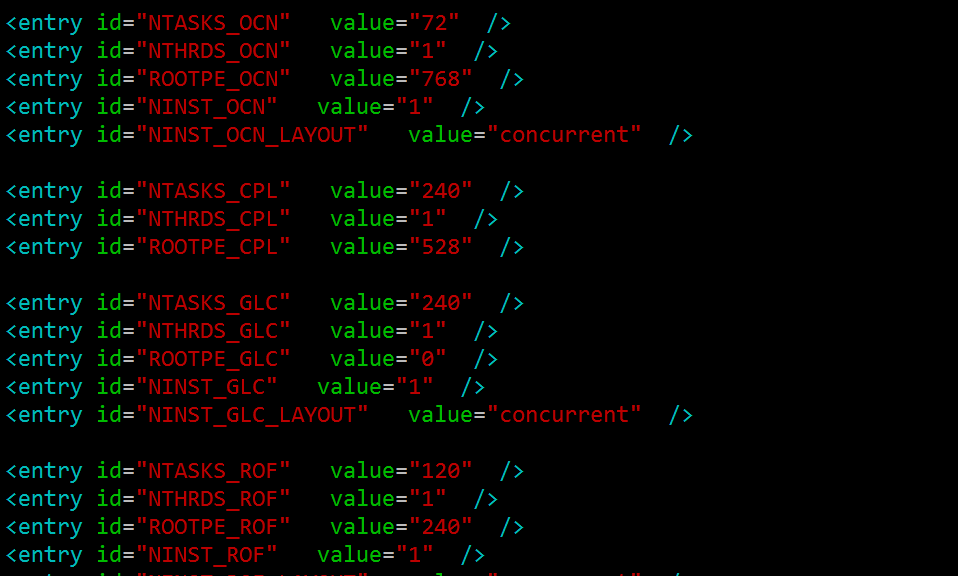 <entry id="NTASKS_OCN"   value="72"  />
<entry id="NTHRDS_OCN"   value="1"  />
<entry id="ROOTPE_OCN"   value="768"  />
<entry id="NINST_OCN"   value="1"  />
<entry id="NINST_OCN_LAYOUT"   value="concurrent"  />

<entry id="NTASKS_CPL"   value="240"  />
<entry id="NTHRDS_CPL"   value="1"  />
<entry id="ROOTPE_CPL"   value="528"  />

<entry id="NTASKS_GLC"   value="240"  />
<entry id="NTHRDS_GLC"   value="1"  />
<entry id="ROOTPE_GLC"   value="0"  />
<entry id="NINST_GLC"   value="1"  />
<entry id="NINST_GLC_LAYOUT"   value="concurrent"  />

<entry id="NTASKS_ROF"   value="120"  />
<entry id="NTHRDS_ROF"   value="1"  />
<entry id="ROOTPE_ROF"   value="240"  />
<entry id="NINST_ROF"   value="1"  />